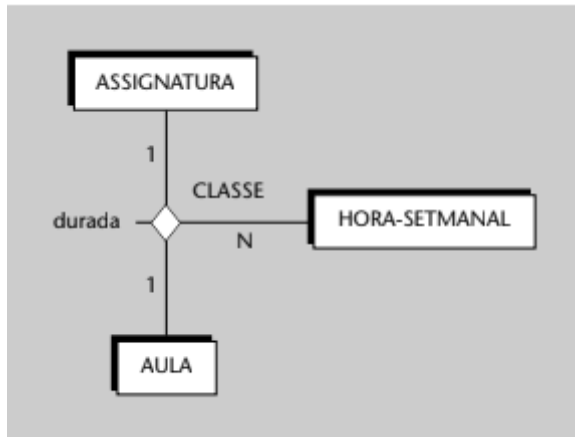 ASSIGNATURA
1
CLASSE
durada
HORA-SETMANAL
N
1
AULA